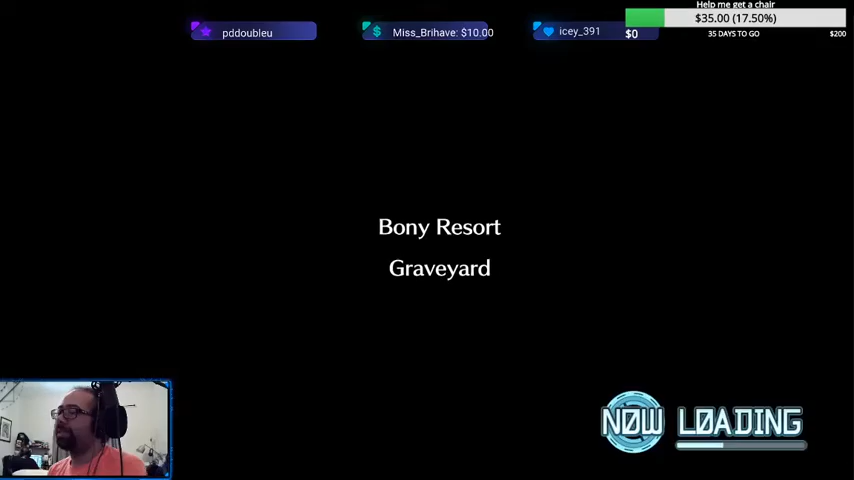 Help me get a chair
$35.00 (17.50%)
$0
35 DAYS TO GO
$200
pddoubleu
Miss_Brihave: $10.00
icey_391
Bony Resort
Graveyard
NOW LOADING